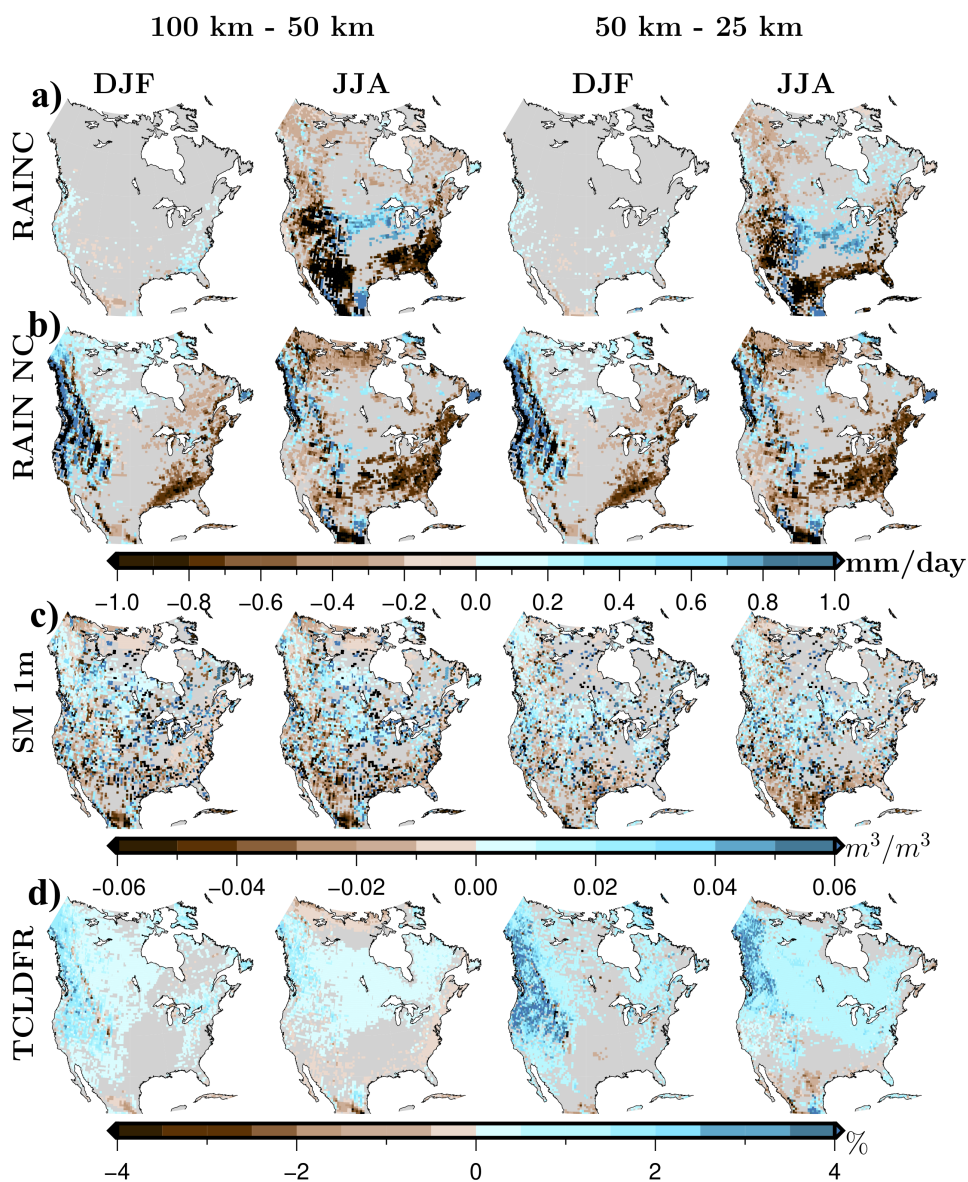 100 km - 50 km 50 km - 25 km
DJF JJA DJF JJA
a)
RAINC
b)
RAIN NC
mm/day
−1.0 −0.8 −0.6 −0.4 −0.2 0.0 0.2 0.4 0.6 0.8 1.0
c)
SM 1m
m³/m³
-0.06 -0.04 -0.02 0.00 0.02 0.04 0.06
d)
TCLDFR
%
−4 −2 0 2 4